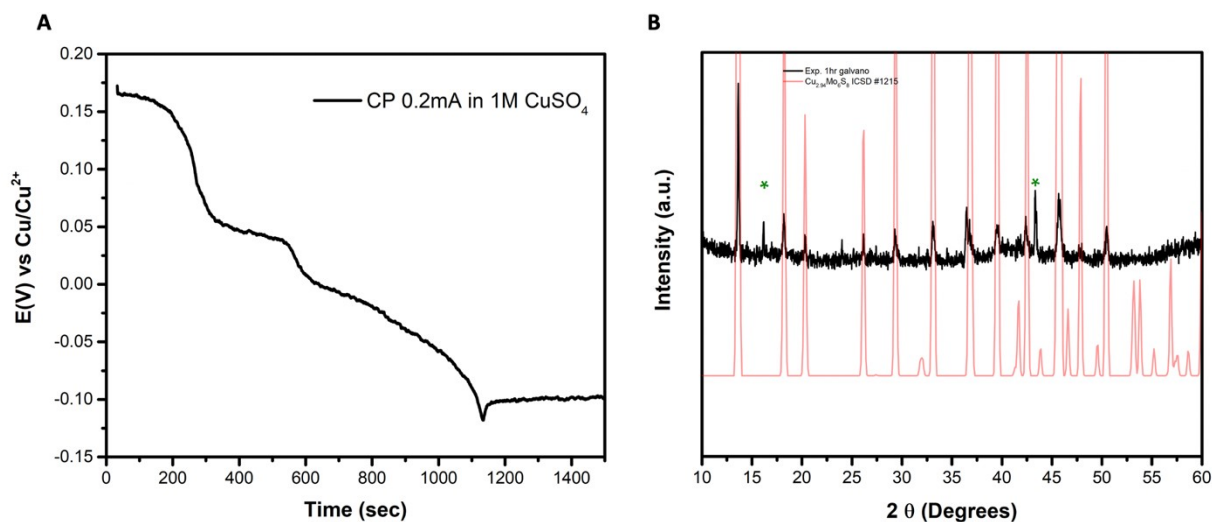 A
0.20
0.15
0.10
0.05
0.00
-0.05
-0.10
-0.15
E(V) vs Cu/Cu²⁺
CP 0.2mA in 1M CuSO₄
0 200 400 600 800 1000 1200 1400
Time (sec)
B
Intensity (a.u.)
Exp. 1hr galvano
Cu₂.₉₄Mo₆S₈ ICSD #1215
* *
10 15 20 25 30 35 40 45 50 55 60
2 θ (Degrees)